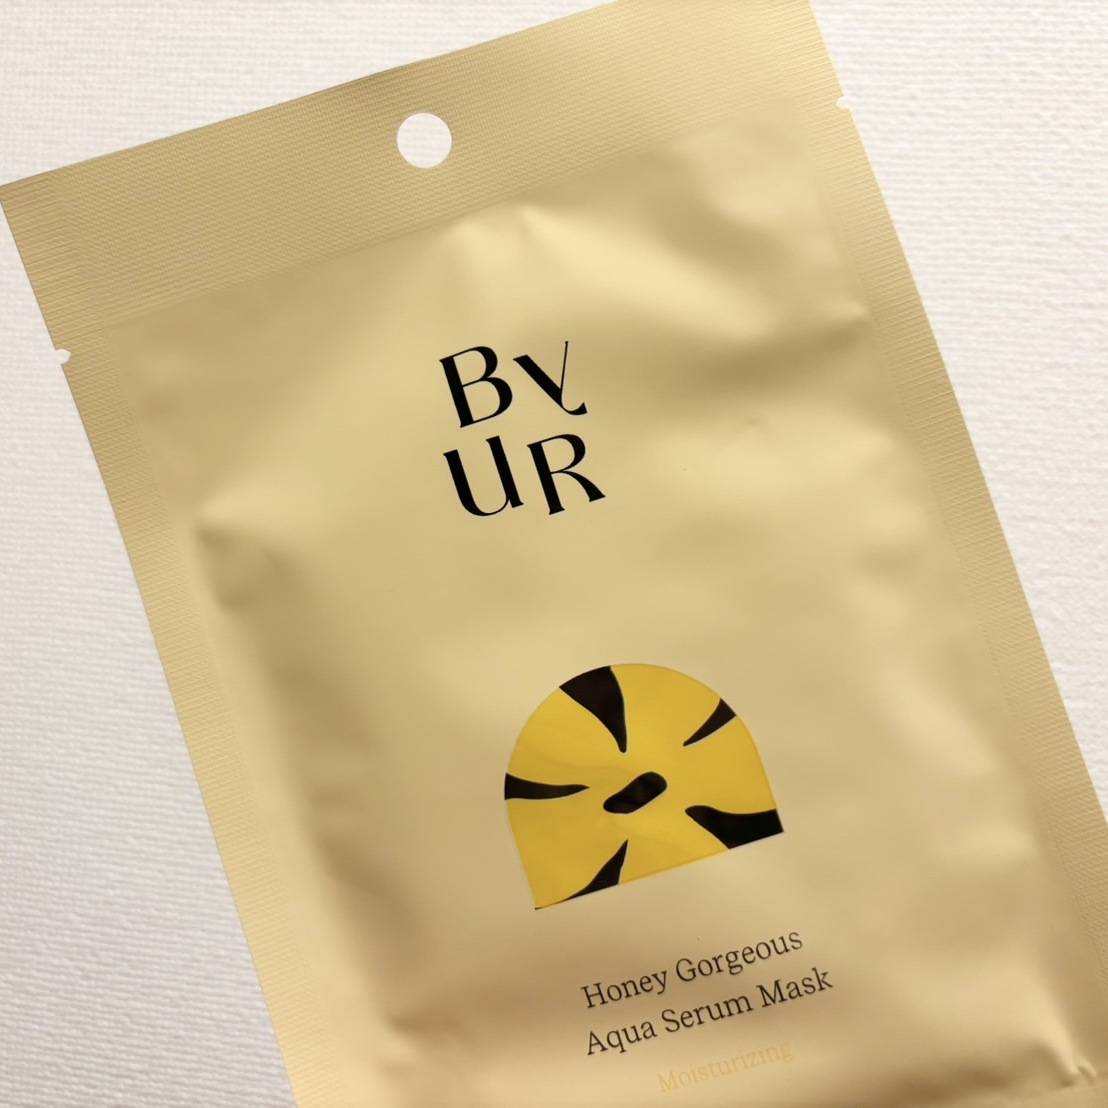 By
UR
Honey Gorgeous
Aqua Serum Mask
Moisturizing